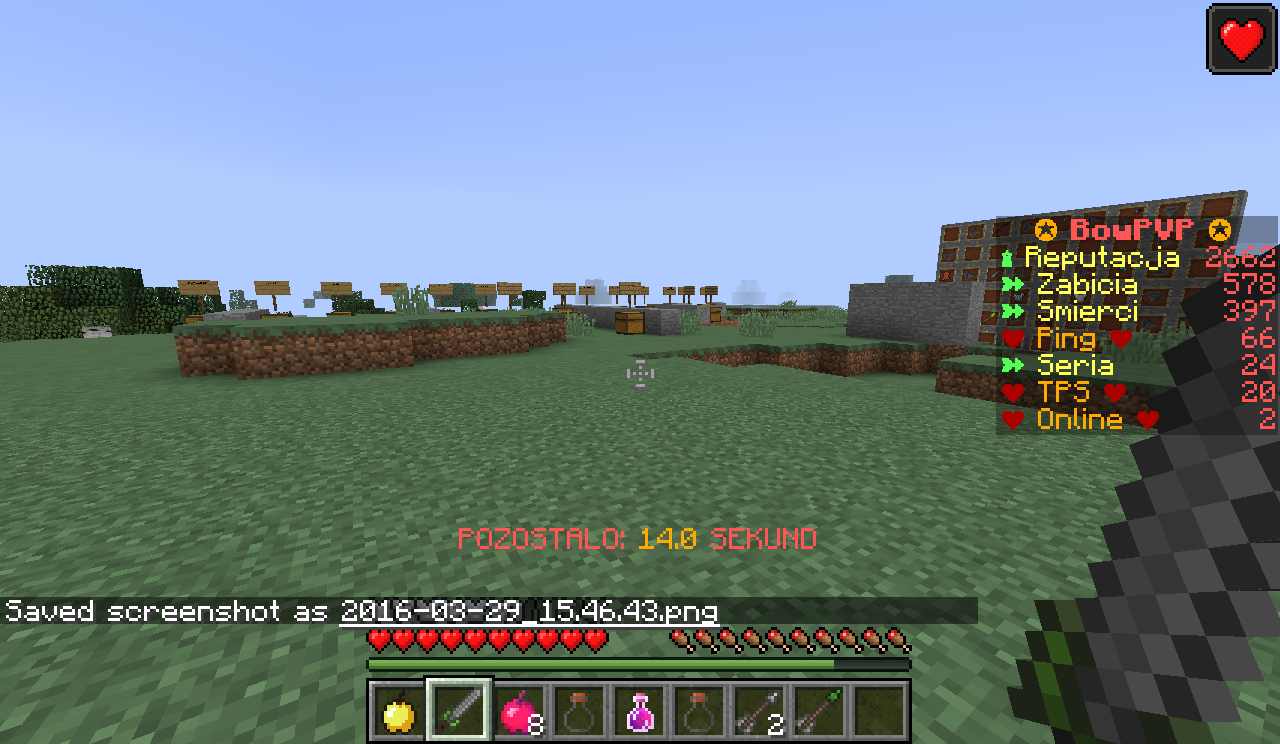 BowPVP
Reputacja 2662
Zabicia 578
Smierci 397
Ping 66
Seria 24
TPS 20
Online 2
POZOSTALO: 14.0 SEKUND
Saved screenshot as 2016-03-29_15.46.43.png
8
2